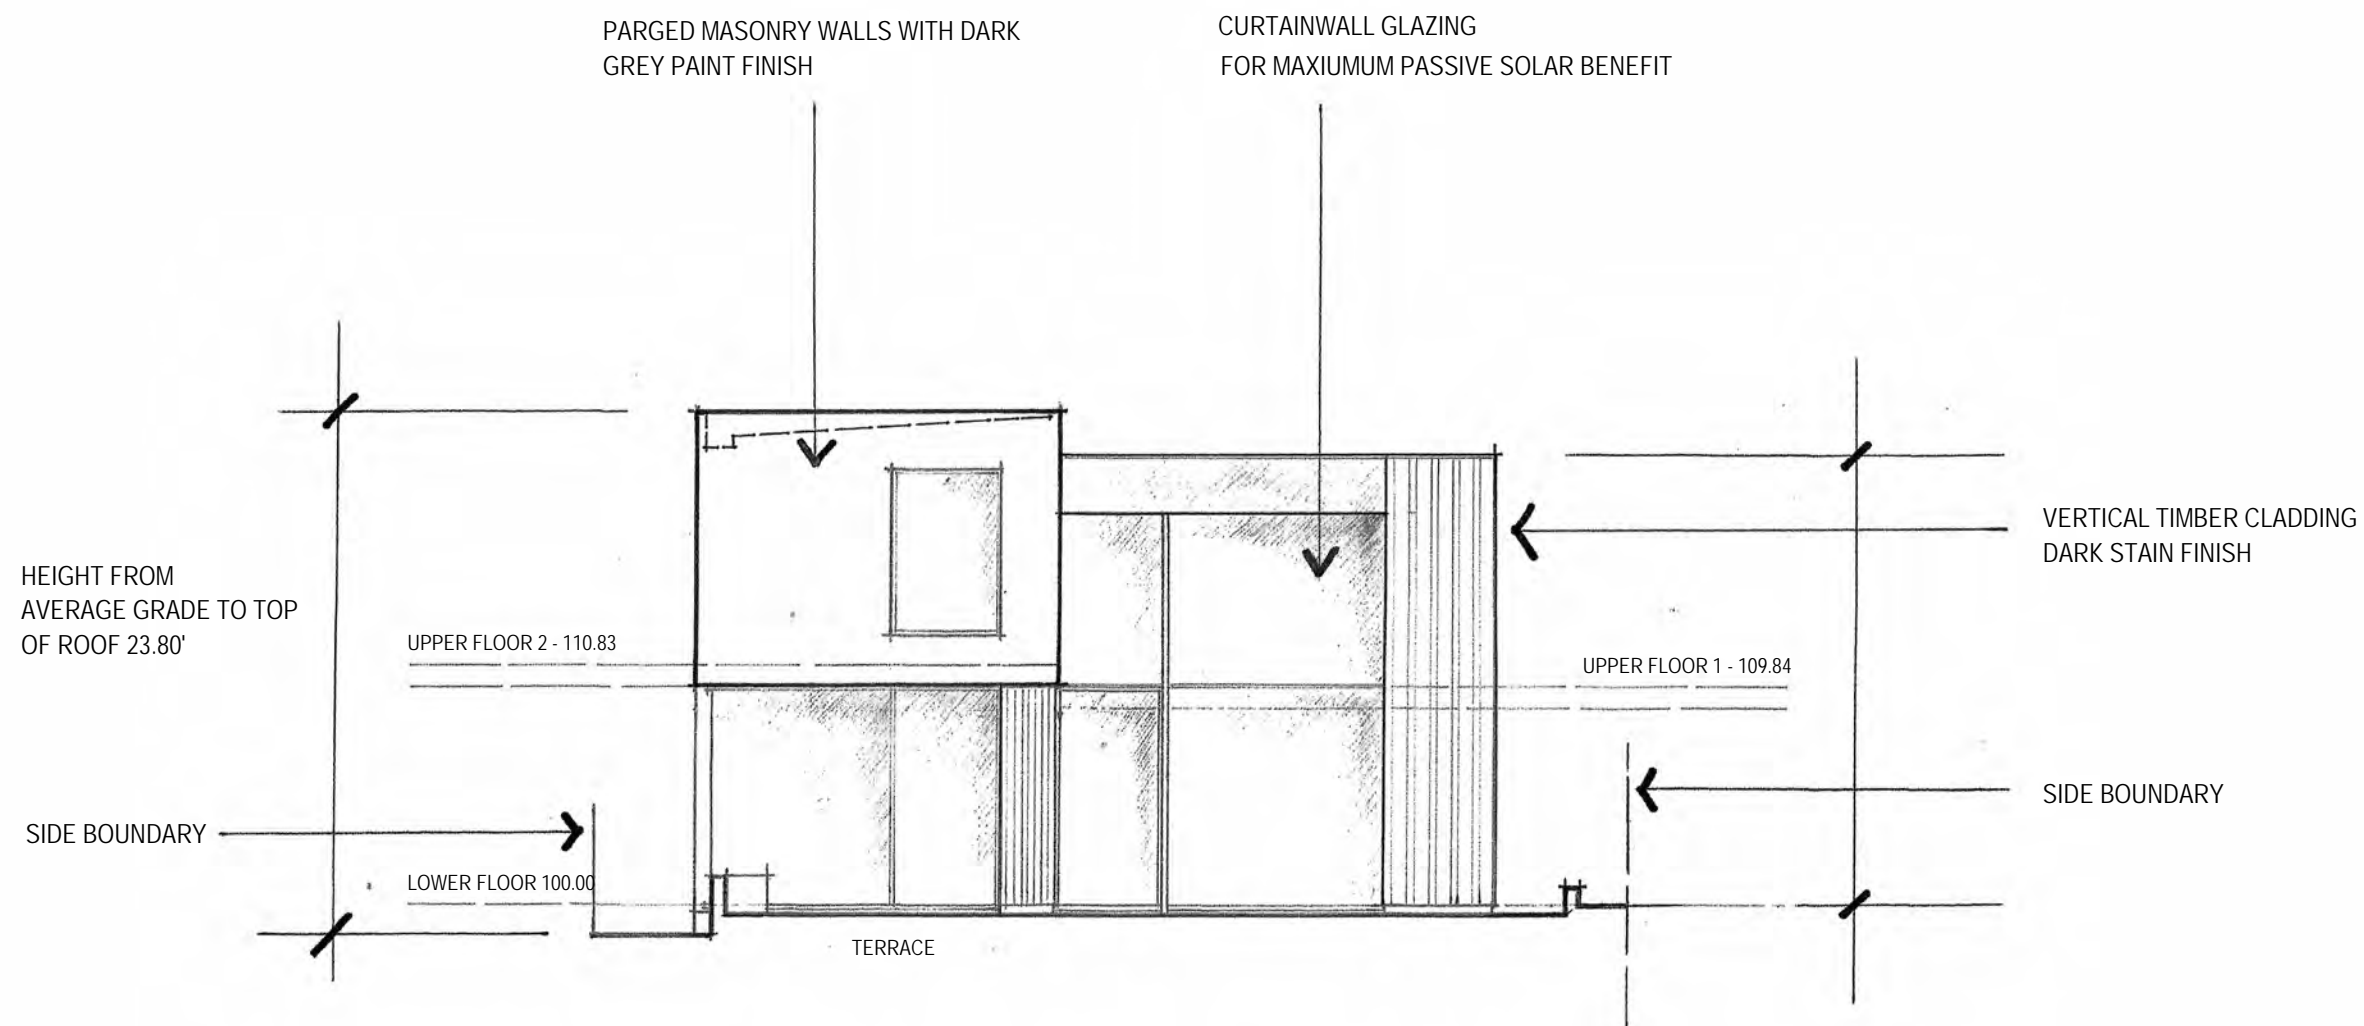 PARGED MASONRY WALLS WITH DARK
GREY PAINT FINISH
CURTAINWALL GLAZING
FOR MAXIUMUM PASSIVE SOLAR BENEFIT
VERTICAL TIMBER CLADDING
DARK STAIN FINISH
HEIGHT FROM
AVERAGE GRADE TO TOP
OF ROOF 23.80'
UPPER FLOOR 2 - 110.83
UPPER FLOOR 1 - 109.84
SIDE BOUNDARY
SIDE BOUNDARY
LOWER FLOOR 100.00
TERRACE